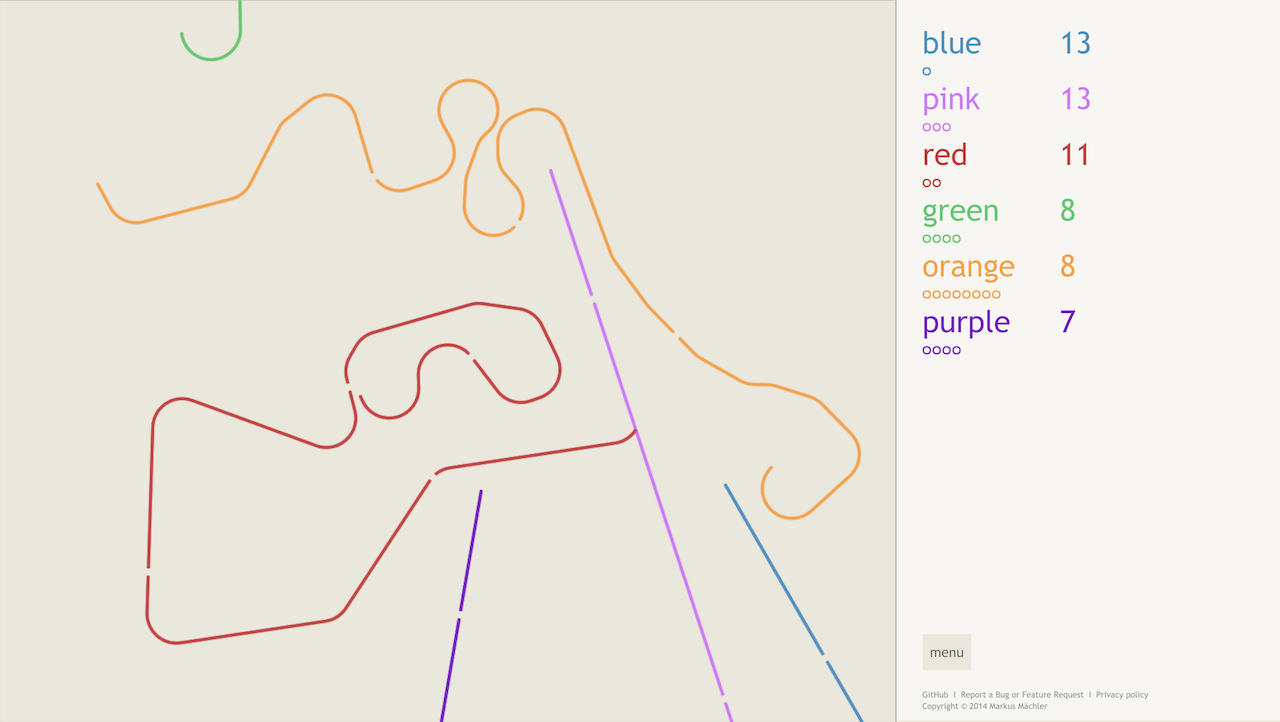 blue 13
pink 13
red 11
green 8
orange 8
purple 7
menu
GitHub | Report a Bug or Feature Request | Privacy policy
Copyright © 2014 Markus Mächler